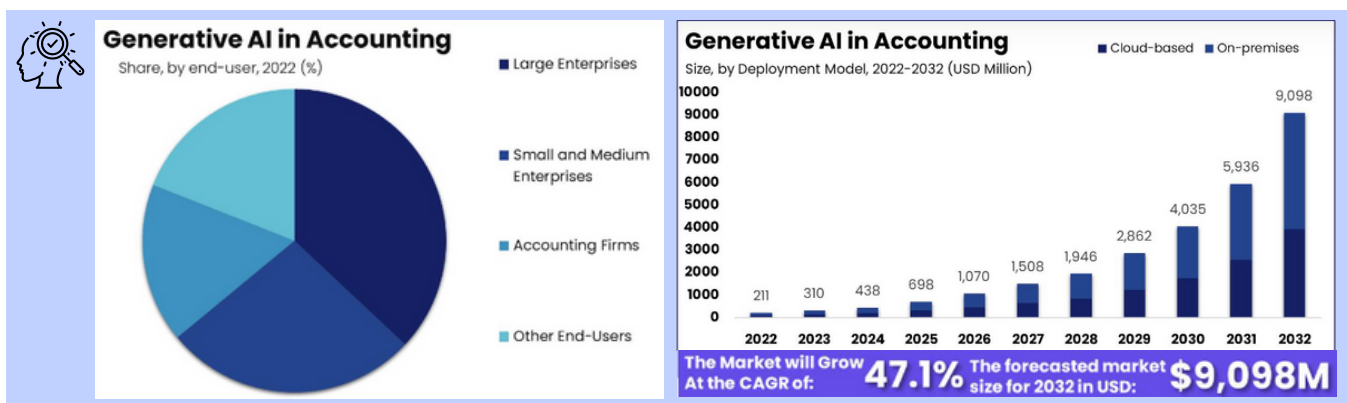 Generative AI in Accounting
Share, by end-user, 2022 (%)
Large Enterprises
Small and Medium
Enterprises
Accounting Firms
Other End-Users
Generative AI in Accounting
Cloud-based
On-premises
Size, by Deployment Model, 2022-2032 (USD Million)
10000
9000
8000
7000
6000
5000
4000
3000
2000
1000
0
211
310
438
698
1,070
1,508
1,946
2,862
4,035
5,936
9,098
2022 2023 2024 2025 2026 2027 2028 2029 2030 2031 2032
The Market will Grow
At the CAGR of:
47.1%
The forecasted market
size for 2032 in USD:
$9,098M